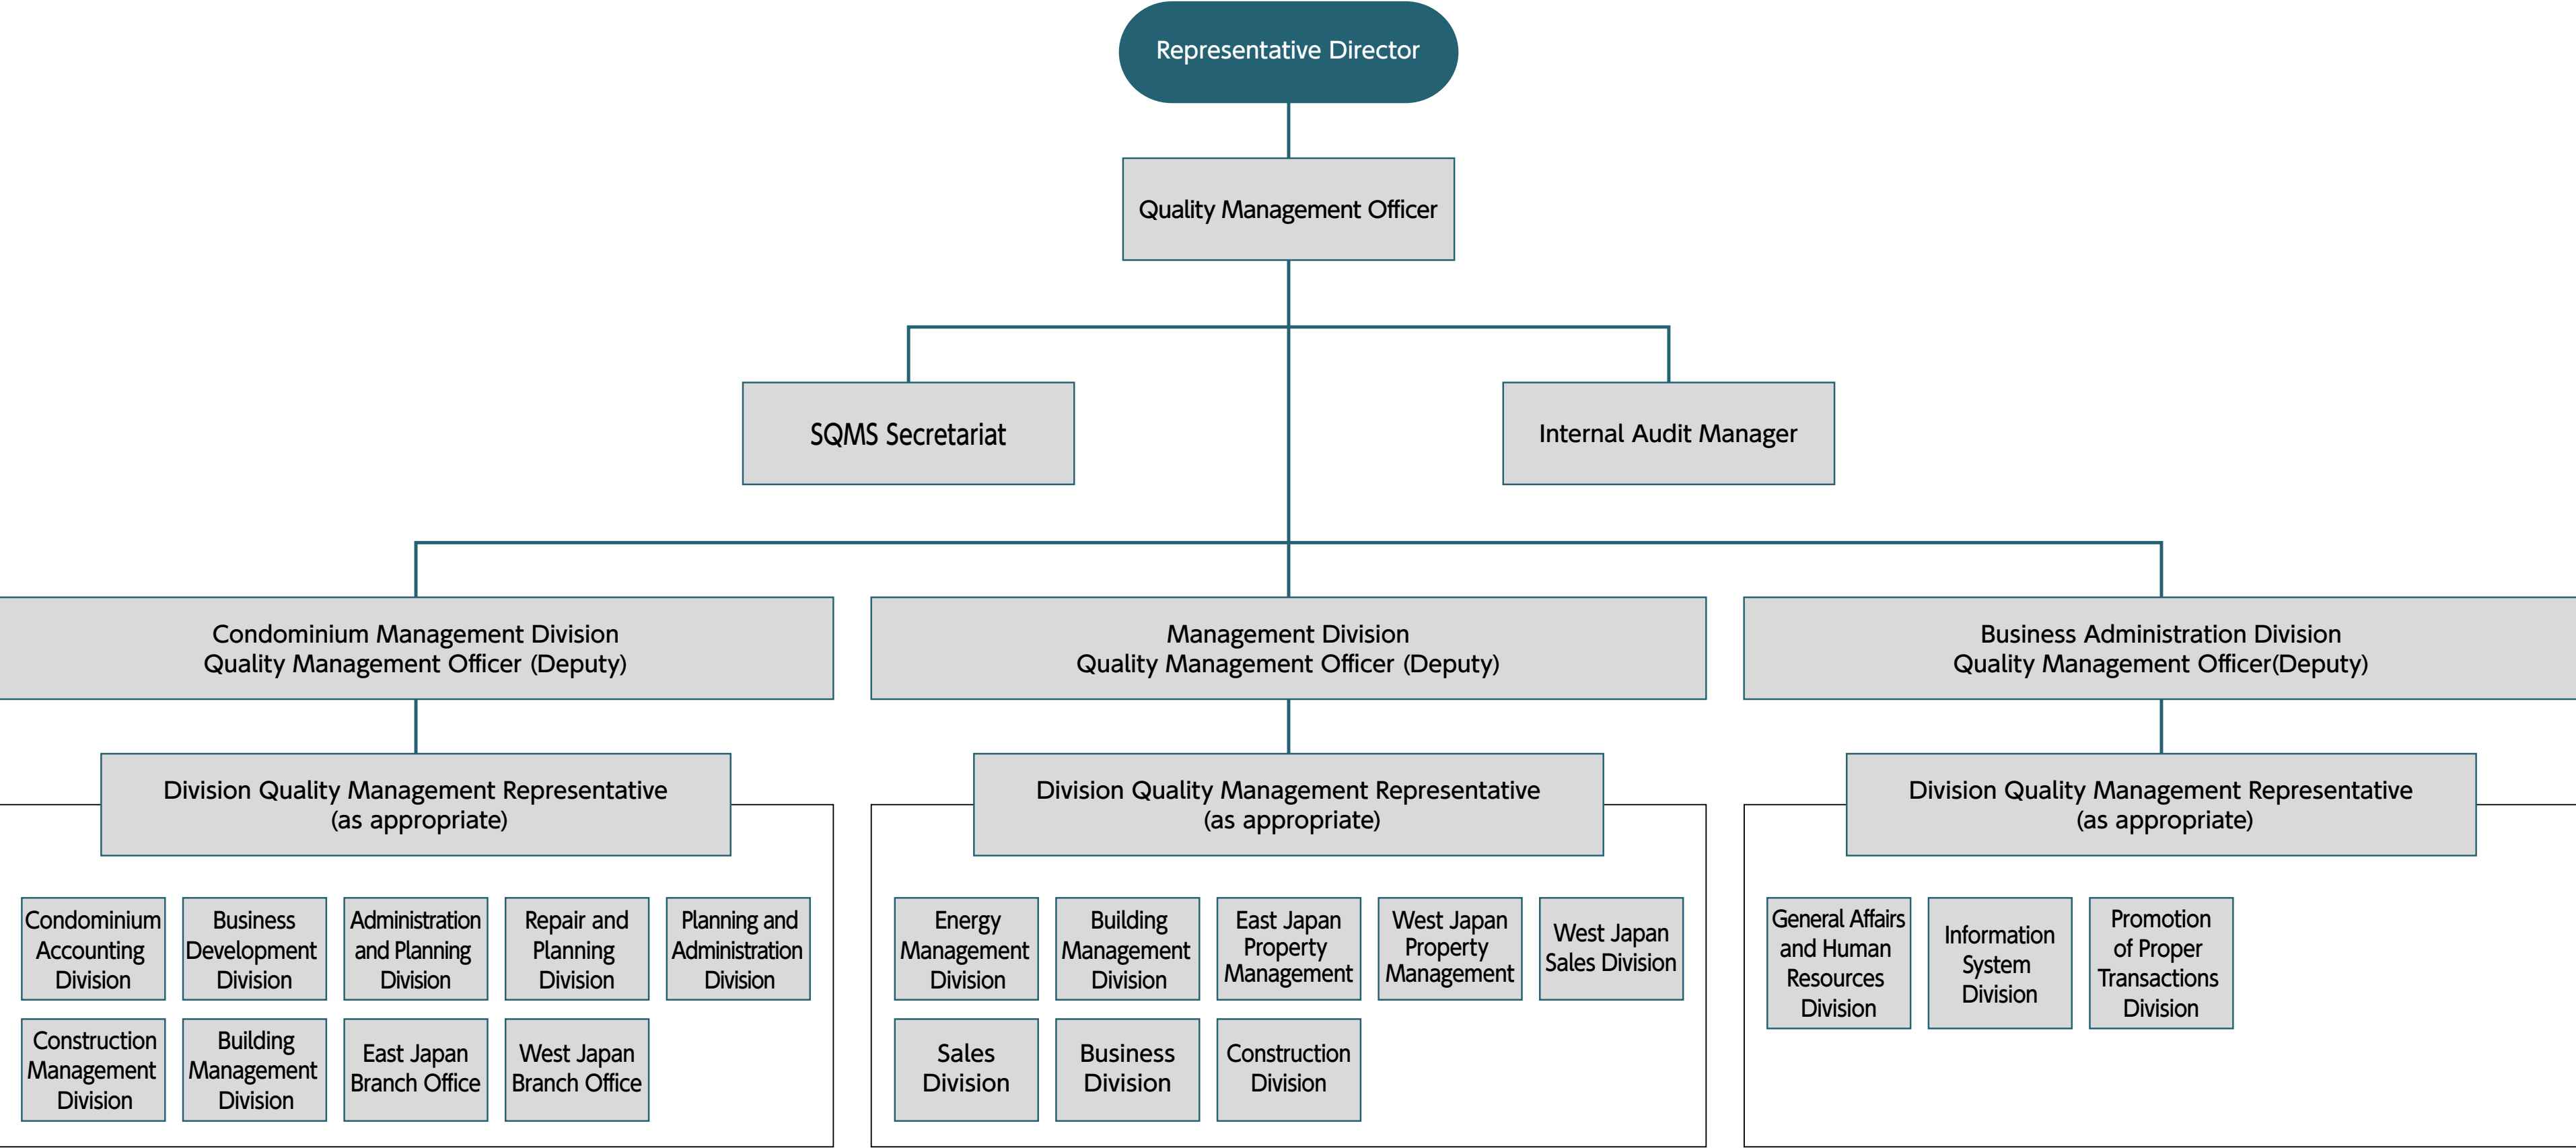 Representative Director
Quality Management Officer
SQMS Secretariat
Internal Audit Manager
Condominium Management Division
Quality Management Officer (Deputy)
Management Division
Quality Management Officer (Deputy)
Business Administration Division
Quality Management Officer(Deputy)
Division Quality Management Representative
(as appropriate)
Division Quality Management Representative
(as appropriate)
Division Quality Management Representative
(as appropriate)
Condominium
Accounting
Division
Business
Development
Division
Administration
and Planning
Division
Repair and
Planning
Division
Planning and
Administration
Division
Construction
Management
Division
Building
Management
Division
East Japan
Branch Office
West Japan
Branch Office
Energy
Management
Division
Building
Management
Division
East Japan
Property
Management
West Japan
Property
Management
West Japan
Sales Division
Sales
Division
Business
Division
Construction
Division
General Affairs
and Human
Resources
Division
Information
System
Division
Promotion
of Proper
Transactions
Division